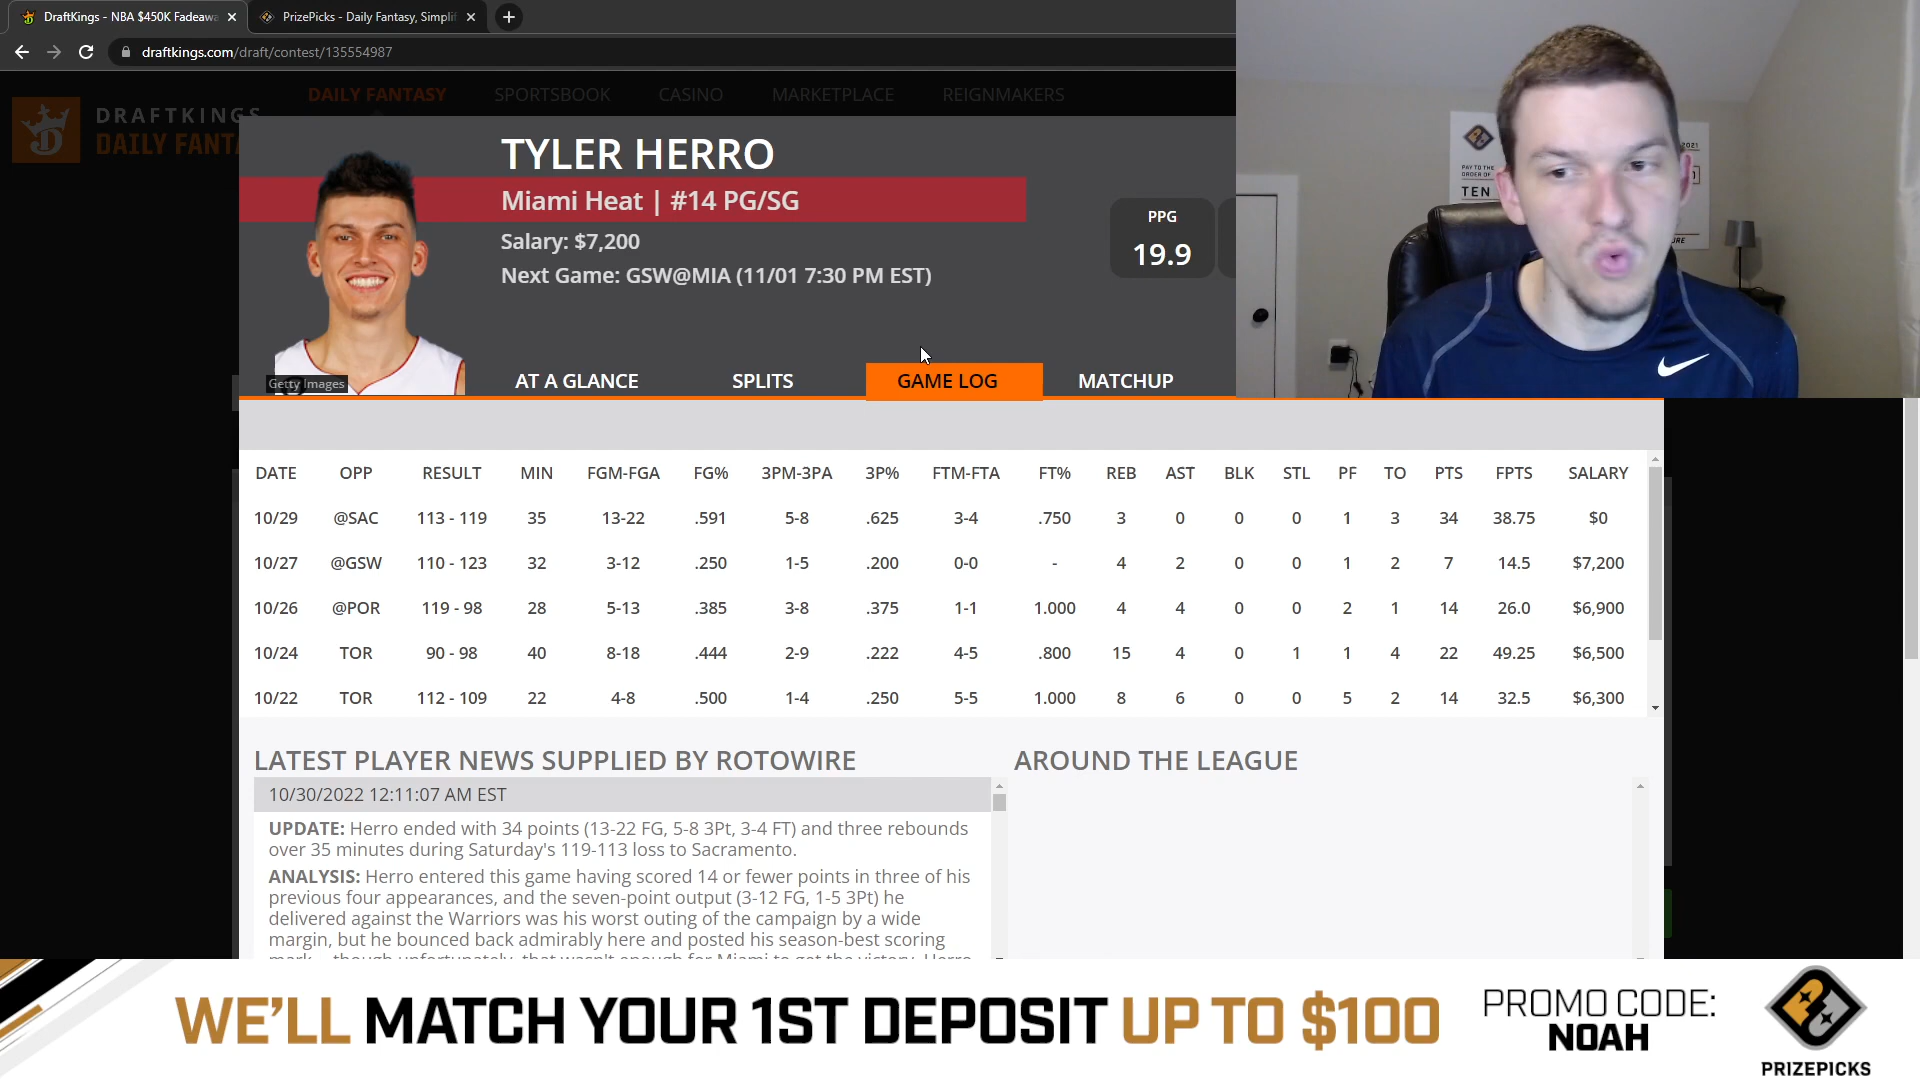 DraftKings - NBA $450K Fadeawa
PrizePicks - Daily Fantasy, Simplif
draftkings.com/draft/contest/135554987
DAILY FANTASY SPORTSBOOK CASINO MARKETPLACE REIGNMAKERS
DRAFTKINGS
DAILY FANTA
TYLER HERRO
Miami Heat | #14 PG/SG
Salary: $7,200
Next Game: GSW@MIA (11/01 7:30 PM EST)
PPG
19.9
Getty Images
AT A GLANCE SPLITS GAME LOG MATCHUP
PAY TO THE
ORDER OF
TEN
2021
DATE OPP RESULT MIN FGM-FGA FG% 3PM-3PA 3P% FTM-FTA FT% REB AST BLK STL PF TO PTS FPTS SALARY
10/29 @SAC 113 - 119 35 13-22 .591 5-8 .625 3-4 .750 3 0 0 0 1 3 34 38.75 $0
10/27 @GSW 110 - 123 32 3-12 .250 1-5 .200 0-0 - 4 2 0 0 1 2 7 14.5 $7,200
10/26 @POR 119 - 98 28 5-13 .385 3-8 .375 1-1 1.000 4 4 0 0 2 1 14 26.0 $6,900
10/24 TOR 90 - 98 40 8-18 .444 2-9 .222 4-5 .800 15 4 0 1 1 4 22 49.25 $6,500
10/22 TOR 112 - 109 22 4-8 .500 1-4 .250 5-5 1.000 8 6 0 0 5 2 14 32.5 $6,300
LATEST PLAYER NEWS SUPPLIED BY ROTOWIRE
AROUND THE LEAGUE
10/30/2022 12:11:07 AM EST
UPDATE: Herro ended with 34 points (13-22 FG, 5-8 3Pt, 3-4 FT) and three rebounds
over 35 minutes during Saturday's 119-113 loss to Sacramento.
ANALYSIS: Herro entered this game having scored 14 or fewer points in three of his
previous four appearances, and the seven-point output (3-12 FG, 1-5 3Pt) he
delivered against the Warriors was his worst outing of the campaign by a wide
margin, but he bounced back admirably here and posted his season-best scoring
WE'LL MATCH YOUR 1ST DEPOSIT UP TO $100
PROMO CODE:
NOAH
PRIZEPICKS